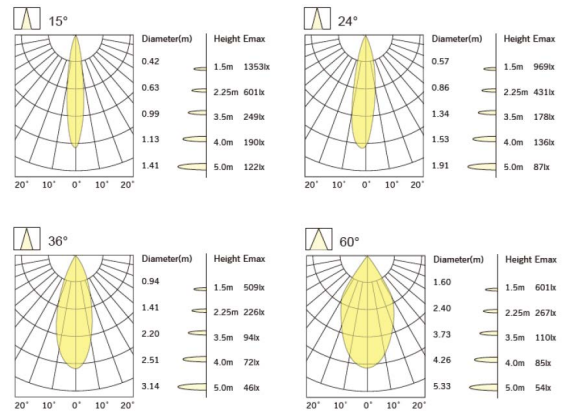 15°
Diameter(m) Height Emax
0.42 1.5m 1353lx
0.63 2.25m 601lx
0.99 3.5m 249lx
1.13 4.0m 190lx
1.41 5.0m 122lx
20° 10° 0° 10° 20°
24°
Diameter(m) Height Emax
0.57 1.5m 969lx
0.86 2.25m 431lx
1.34 3.5m 178lx
1.53 4.0m 136lx
1.91 5.0m 87lx
20° 10° 0° 10° 20°
36°
Diameter(m) Height Emax
0.94 1.5m 509lx
1.41 2.25m 226lx
2.20 3.5m 94lx
2.51 4.0m 72lx
3.14 5.0m 46lx
20° 10° 0° 10° 20°
60°
Diameter(m) Height Emax
1.60 1.5m 601lx
2.40 2.25m 267lx
3.73 3.5m 110lx
4.26 4.0m 85lx
5.33 5.0m 54lx
20° 10° 0° 10° 20°